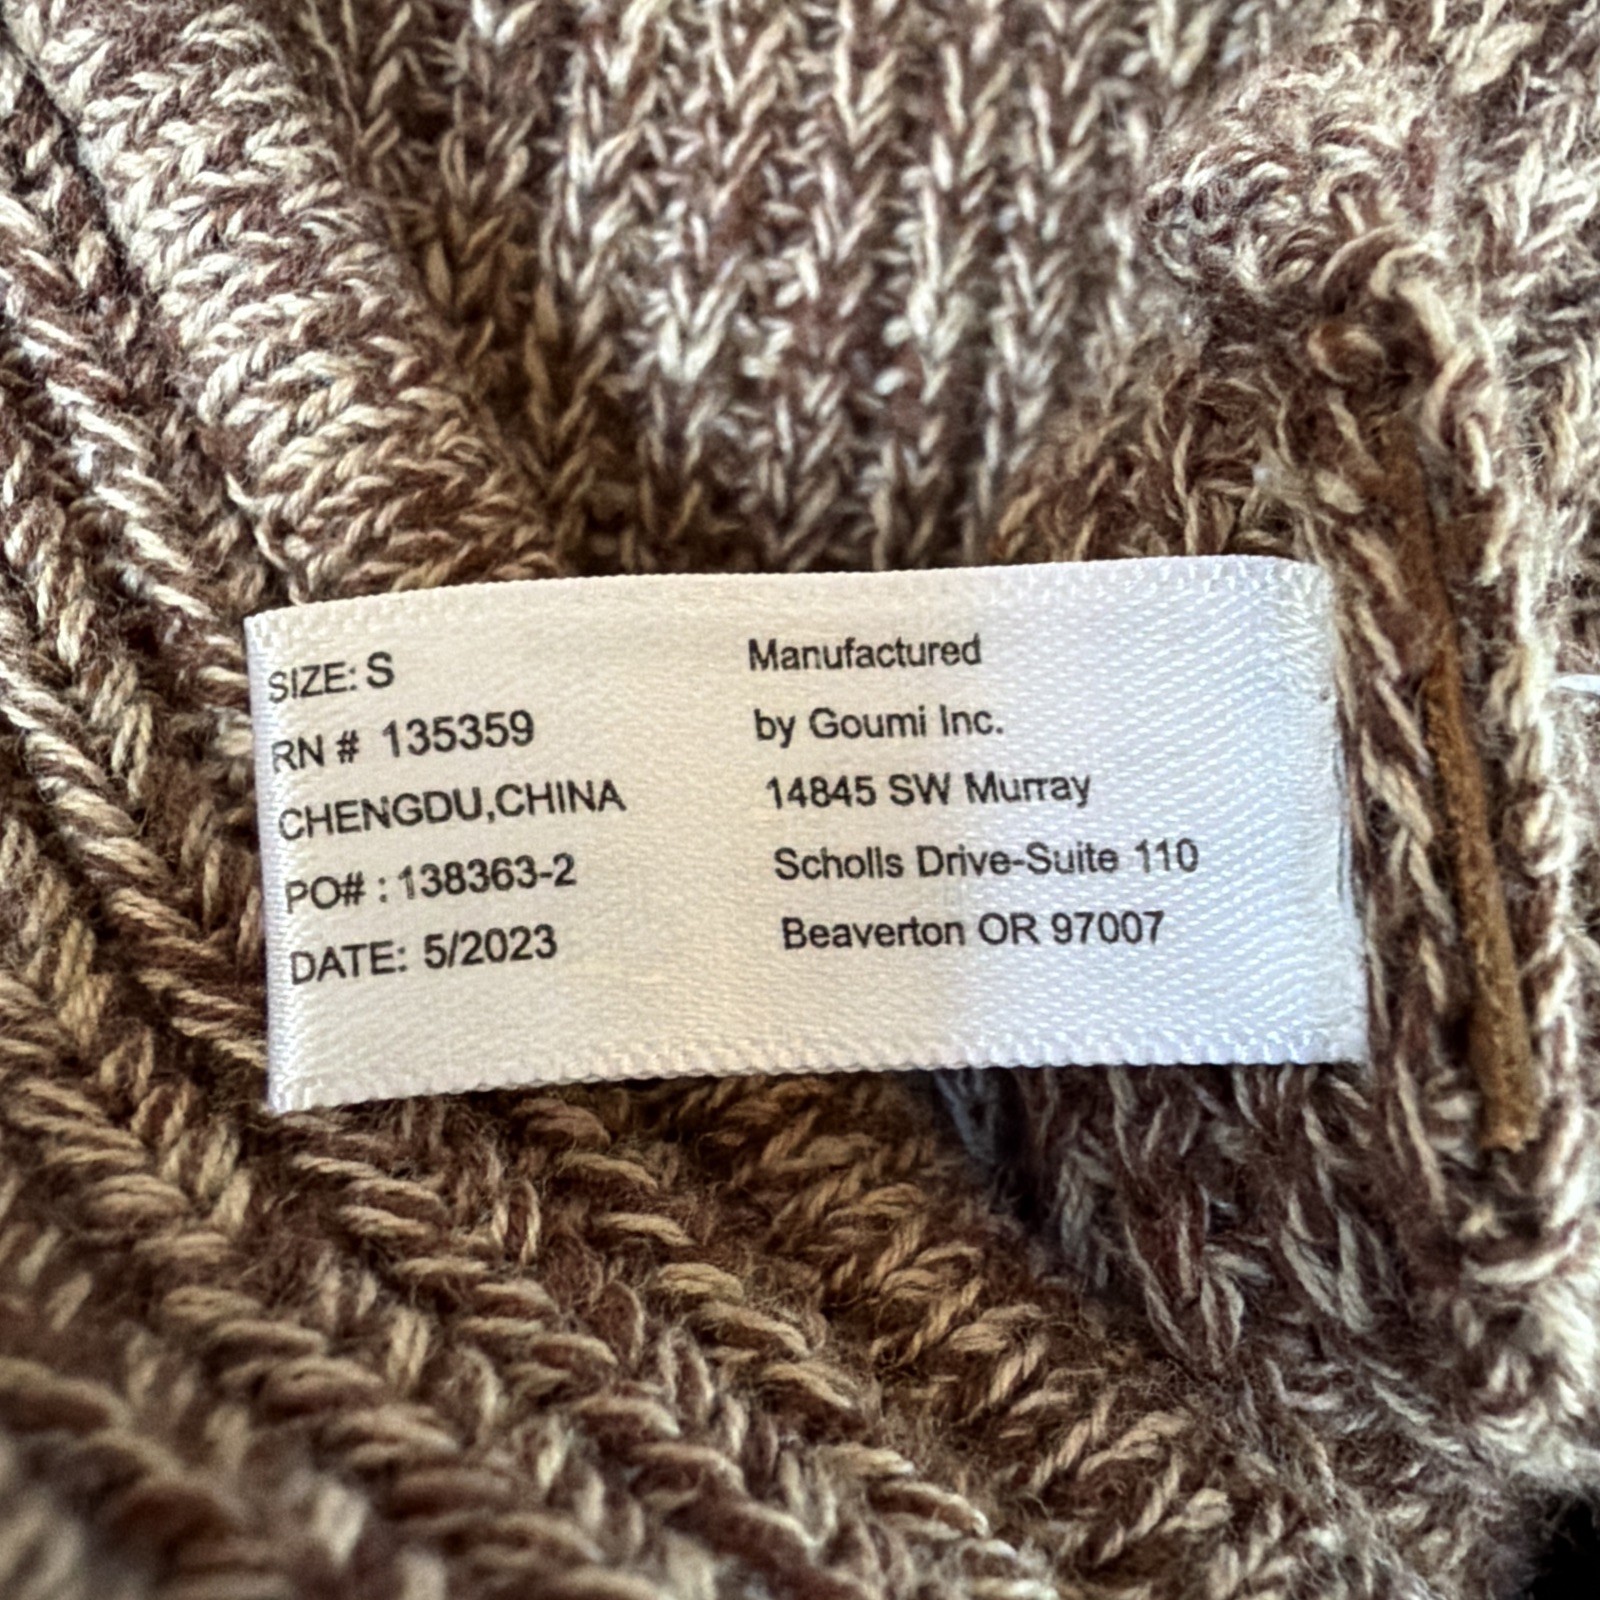 SIZE: S
RN # 135359
CHENGDU,CHINA
PO# : 138363-2
DATE: 5/2023
Manufactured
by Goumi Inc.
14845 SW Murray
Scholls Drive-Suite 110
Beaverton OR 97007